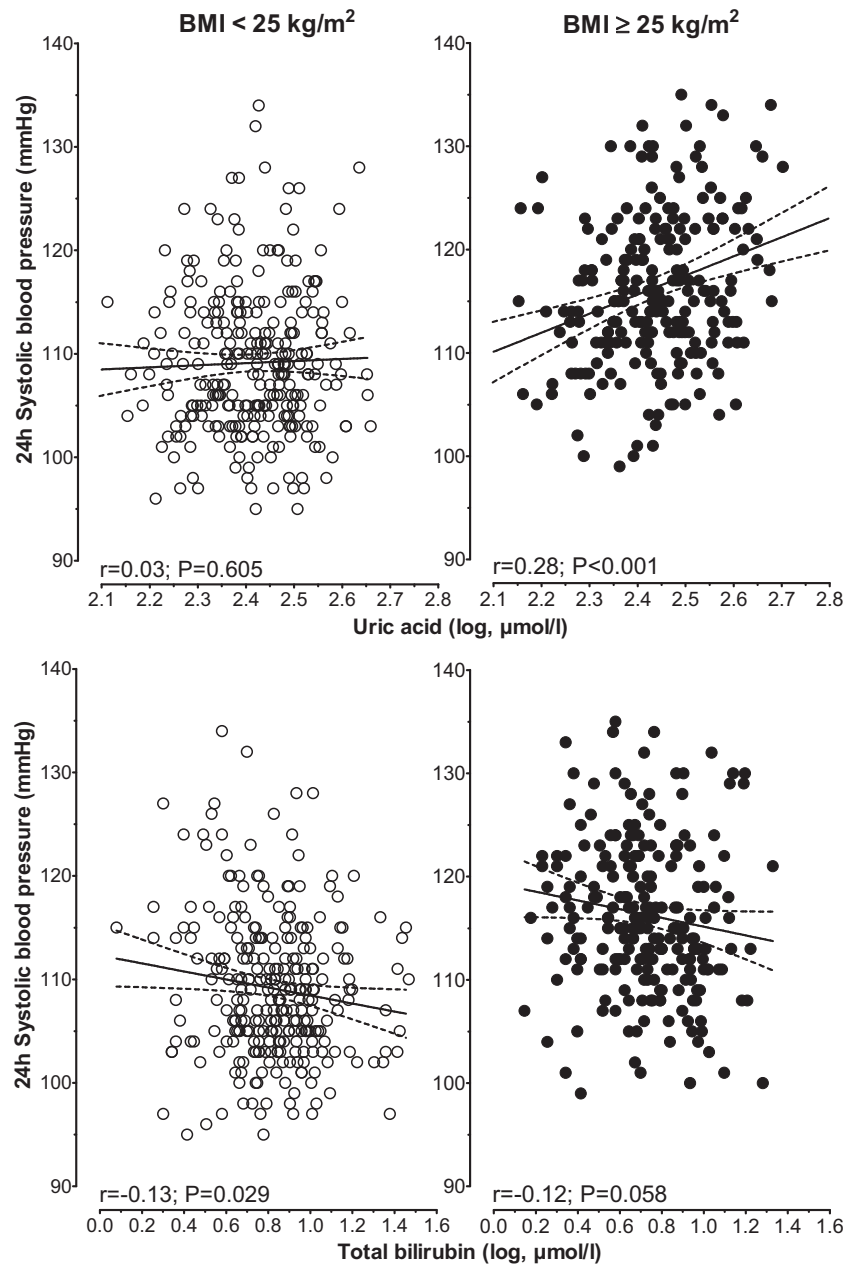 BMI < 25 kg/m²
BMI ≥ 25 kg/m²
24h Systolic blood pressure (mmHg)
140
130
120
110
100
90
r=0.03; P=0.605
2.1 2.2 2.3 2.4 2.5 2.6 2.7 2.8
140
130
120
110
100
90
r=0.28; P<0.001
2.1 2.2 2.3 2.4 2.5 2.6 2.7 2.8
Uric acid (log, μmol/l)
24h Systolic blood pressure (mmHg)
140
130
120
110
100
90
r=-0.13; P=0.029
0.0 0.2 0.4 0.6 0.8 1.0 1.2 1.4 1.6
140
130
120
110
100
90
r=-0.12; P=0.058
0.0 0.2 0.4 0.6 0.8 1.0 1.2 1.4 1.6
Total bilirubin (log, μmol/l)